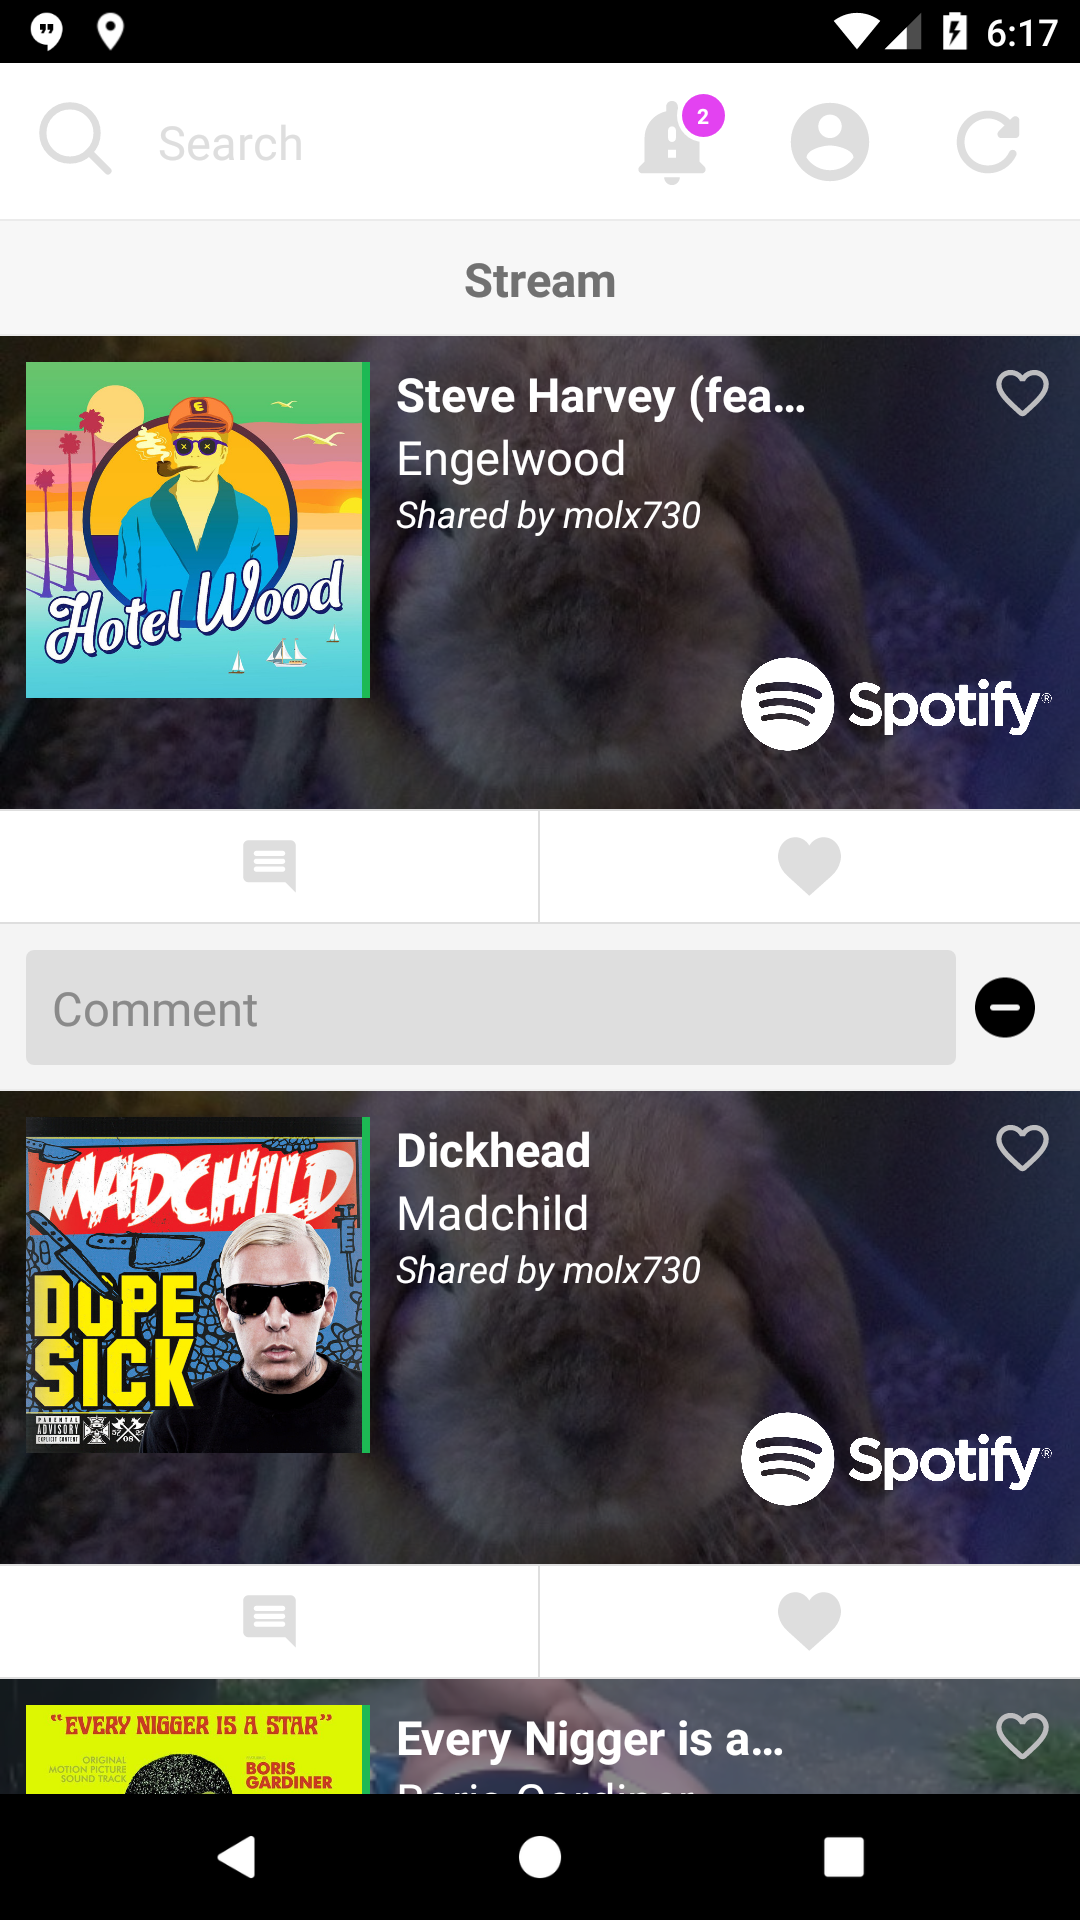 6:17
Search
2
Stream
Steve Harvey (fea...
Engelwood
Shared by molx730
E
Hotel Wood
Spotify®
Comment
Dickhead
Madchild
Shared by molx730
MADCHILD
DOPE
SICK
PARENTAL
ADVISORY
EXPLICIT CONTENT
Spotify®
Every Nigger is a...
Boris Gardiner
"EVERY NIGGER IS A STAR"
ORIGINAL
MOTION PICTURE
SOUND TRACK
BORIS
GARDINER